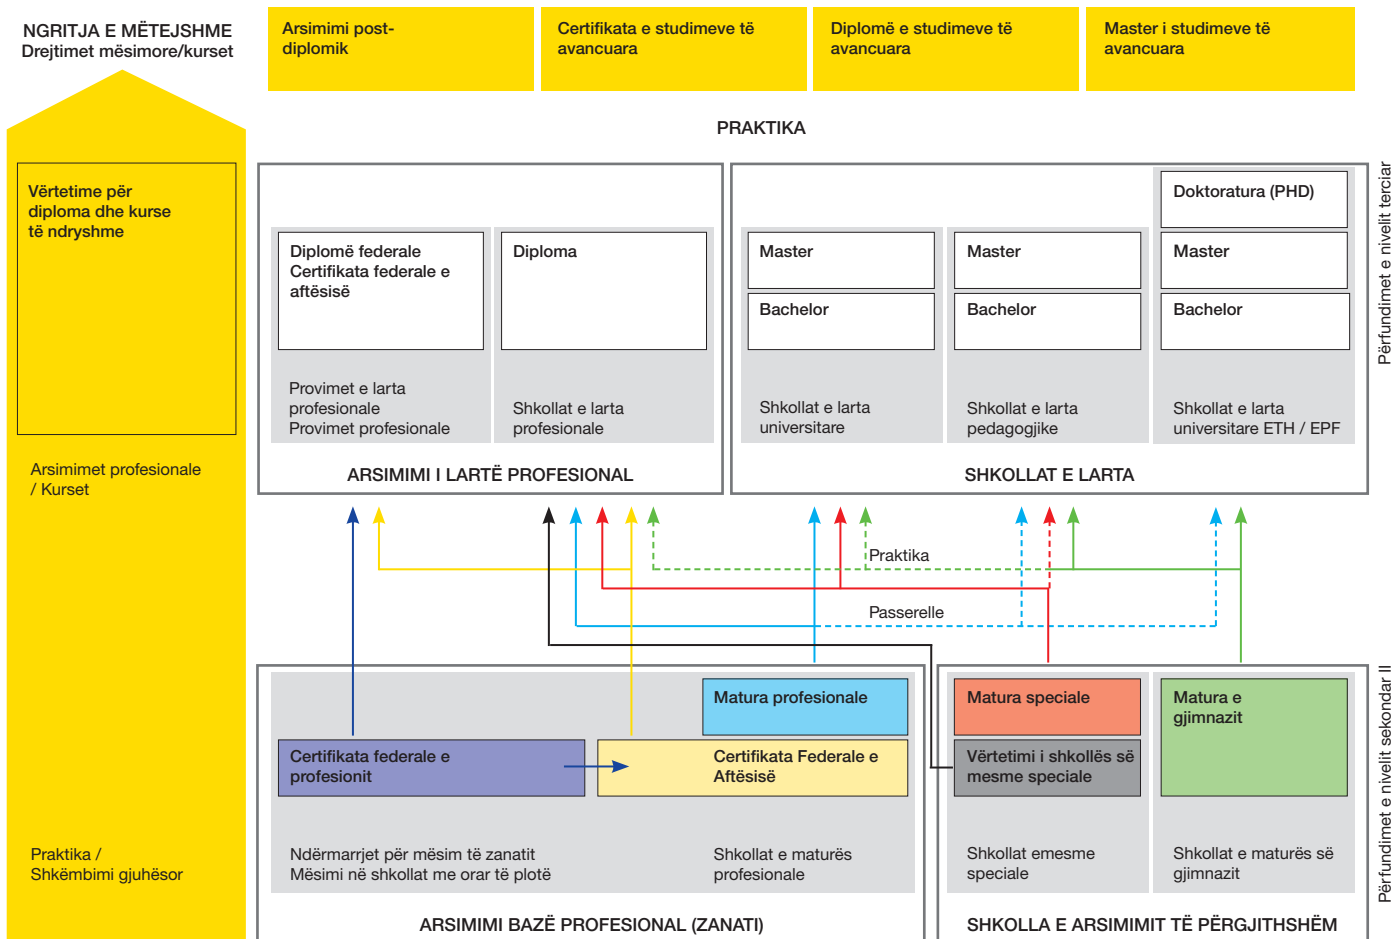 NGRITJA E MËTEJSHME
Drejtimet mësimore/kurset
Arsimimi post-
diplomik
Certifikata e studimeve të
avancuara
Diplomë e studimeve të
avancuara
Master i studimeve të
avancuara
PRAKTIKA
Vërtetime për
diploma dhe kurse
të ndryshme
Arsimimet profesionale
/ Kurset
Praktika /
Shkëmbimi gjuhësor
Diplomë federale
Certifikata federale e
aftësisë
Provimet e larta
profesionale
Provimet profesionale
Diploma
Shkollat e larta
profesionale
ARSIMIMI I LARTË PROFESIONAL
Master
Bachelor
Shkollat e larta
universitare
Master
Bachelor
Shkollat e larta
pedagogjike
Doktoratura (PHD)
Master
Bachelor
Shkollat e larta
universitare ETH / EPF
SHKOLLAT E LARTA
Përfundimet e nivelit terciar
Praktika
Passerelle
Matura profesionale
Certifikata federale e
profesionit
Certifikata Federale e
Aftësisë
Ndërmarrjet për mësim të zanatit
Mësimi në shkollat me orar të plotë
Shkollat e maturës
profesionale
ARSIMIMI BAZË PROFESIONAL (ZANATI)
Matura speciale
Vërtetimi i shkollës së
mesme speciale
Shkollat emesme
speciale
Matura e
gjimnazit
Shkollat e maturës së
gjimnazit
SHKOLLA E ARSIMIMIT TË PËRGJITHSHËM
Përfundimet e nivelit sekondar II